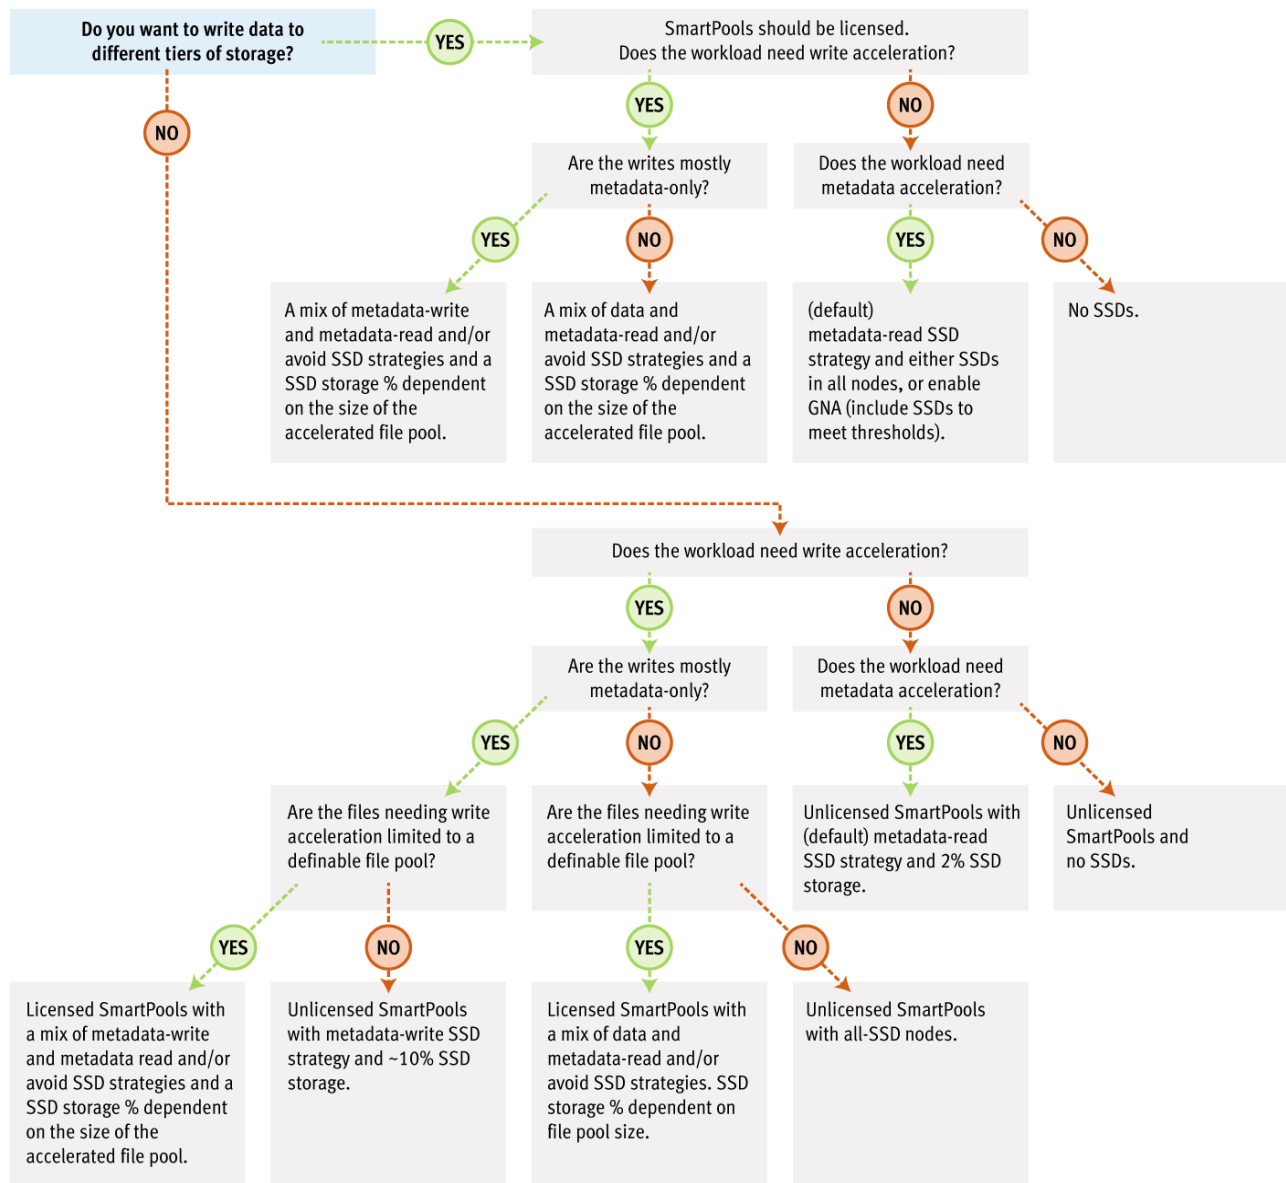 Do you want to write data to
different tiers of storage?
YES
SmartPools should be licensed.
Does the workload need write acceleration?
NO
YES
NO
Are the writes mostly
metadata-only?
Does the workload need
metadata acceleration?
YES
NO
YES
NO
A mix of metadata-write
and metadata-read and/or
avoid SSD strategies and a
SSD storage % dependent
on the size of the
accelerated file pool.
A mix of data and
metadata-read and/or
avoid SSD strategies and a
SSD storage % dependent
on the size of the
accelerated file pool.
(default)
metadata-read SSD
strategy and either SSDs
in all nodes, or enable
GNA (include SSDs to
meet thresholds).
No SSDs.
Does the workload need write acceleration?
YES
NO
Are the writes mostly
metadata-only?
Does the workload need
metadata acceleration?
YES
NO
YES
NO
Are the files needing write
acceleration limited to a
definable file pool?
Are the files needing write
acceleration limited to a
definable file pool?
Unlicensed SmartPools with
(default) metadata-read
SSD strategy and 2% SSD
storage.
Unlicensed
SmartPools and
no SSDs.
YES
NO
YES
NO
Licensed SmartPools with
a mix of metadata-write
and metadata read and/or
avoid SSD strategies and a
SSD storage % dependent
on the size of the
accelerated file pool.
Unlicensed SmartPools
with metadata-write SSD
strategy and ~10% SSD
storage.
Licensed SmartPools with
a mix of data and
metadata-read and/or
avoid SSD strategies. SSD
storage % dependent on
file pool size.
Unlicensed SmartPools
with all-SSD nodes.